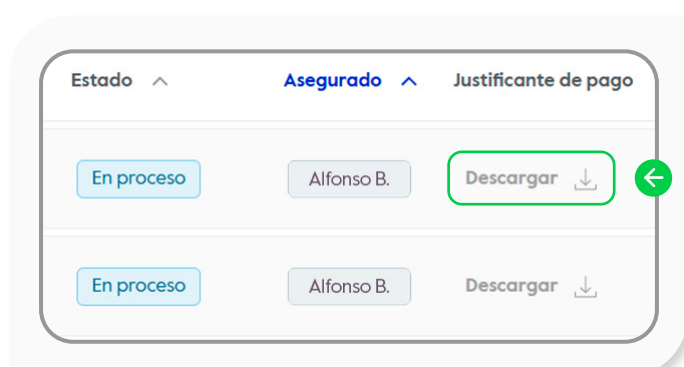 Estado Asegurado Justificante de pago
En proceso Alfonso B. Descargar
En proceso Alfonso B. Descargar